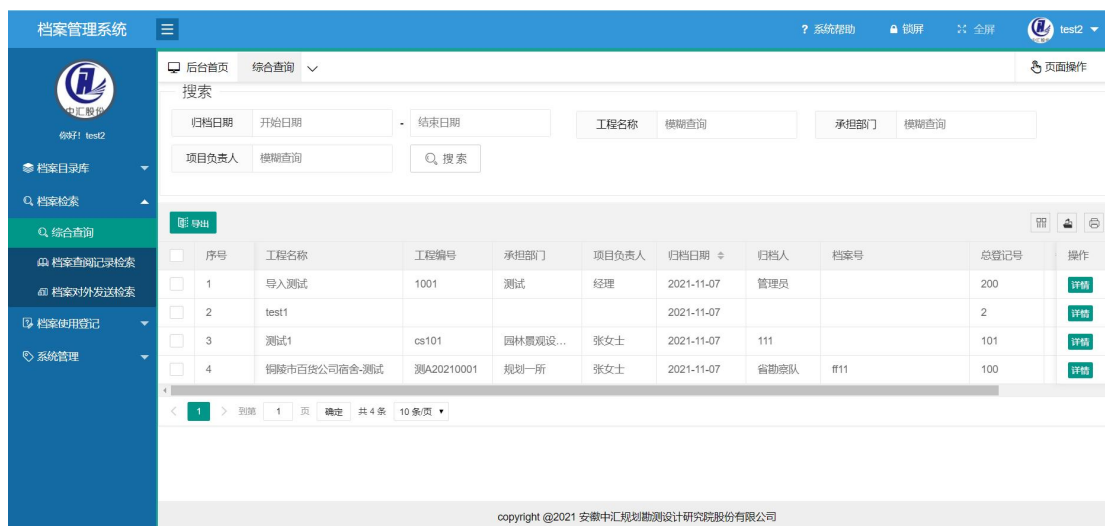 档案管理系统 ? 系统帮助 锁屏 全屏 test2
中汇股份
你好! test2
档案目录库
档案检索
综合查询
档案查阅记录检索
档案对外发送检索
档案使用登记
系统管理
后台首页 综合查询 页面操作
搜索
归档日期 开始日期 - 结束日期 工程名称 模糊查询 承担部门 模糊查询
项目负责人 模糊查询 搜索
导出
序号 工程名称 工程编号 承担部门 项目负责人 归档日期 归档人 档案号 总登记号 操作
1 导入测试 1001 测试 经理 2021-11-07 管理员 200 详情
2 test1 2021-11-07 2 详情
3 测试1 cs101 园林景观设... 张女士 2021-11-07 111 101 详情
4 铜陵市百货公司宿舍-测试 测A20210001 规划一所 张女士 2021-11-07 省勘察队 ff11 100 详情
< 1 > 到第 1 页 确定 共 4 条 10 条/页
copyright @2021 安徽中汇规划勘测设计研究院股份有限公司